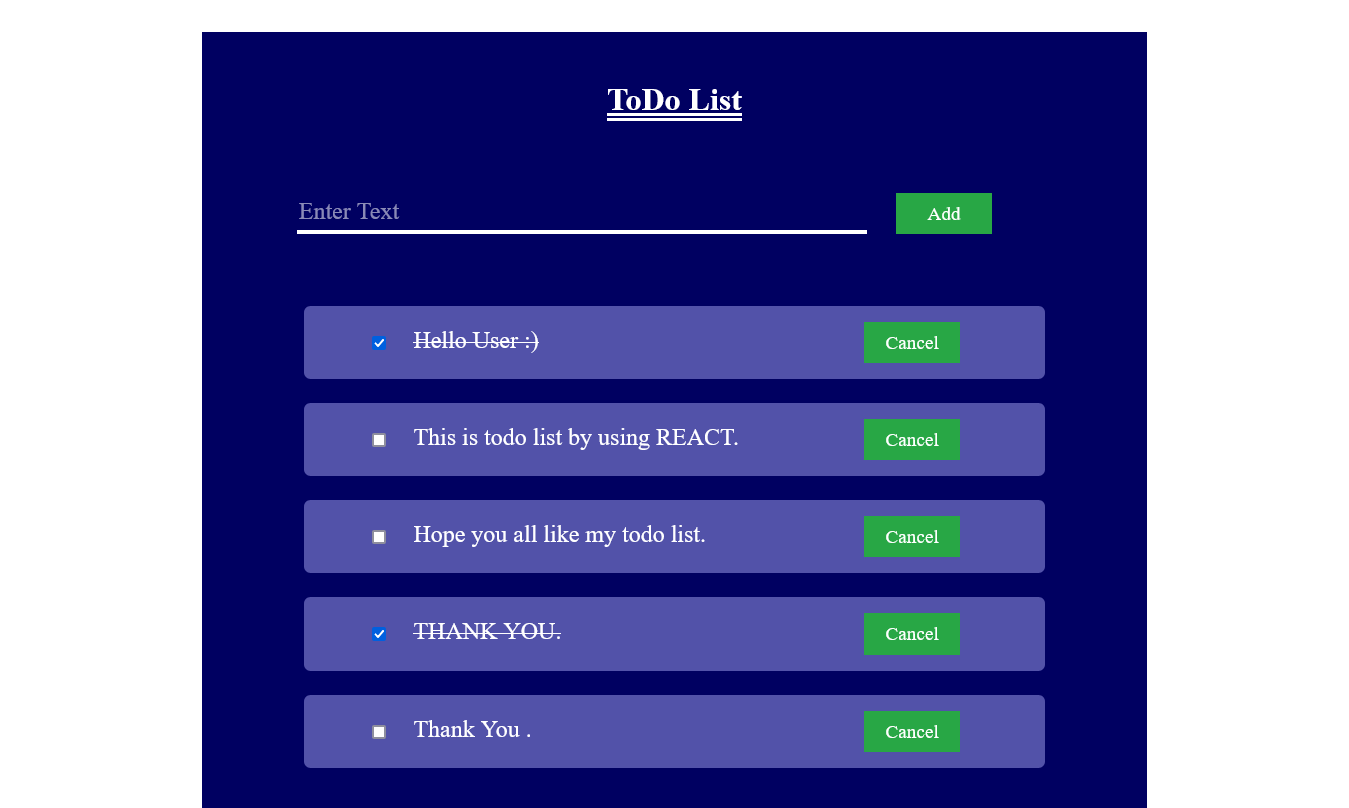 ToDo List
Enter Text
Add
Hello User :)
Cancel
This is todo list by using REACT.
Cancel
Hope you all like my todo list.
Cancel
THANK YOU.
Cancel
Thank You .
Cancel